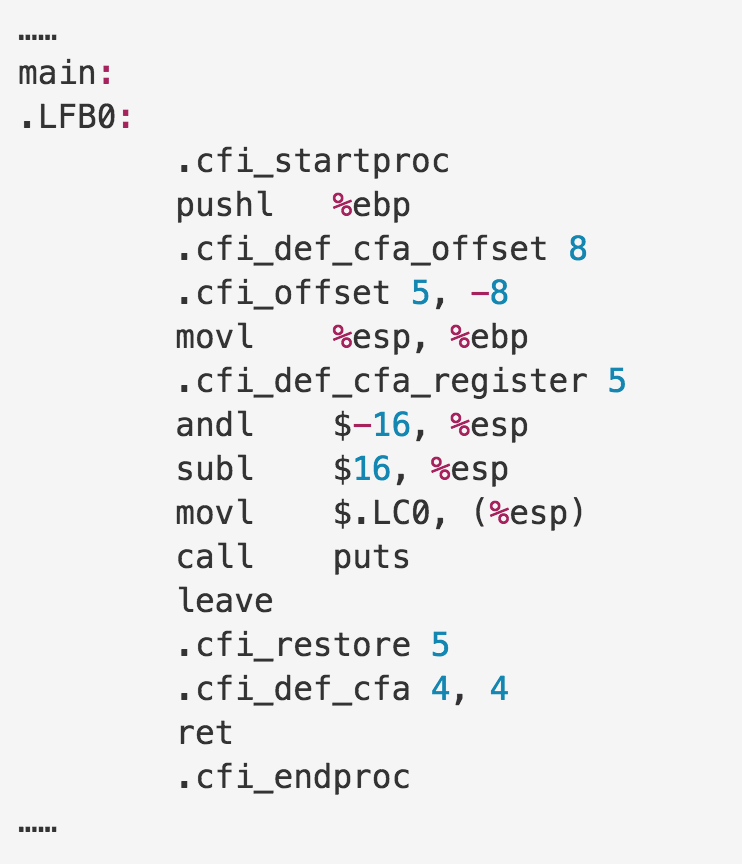 ……
main:
.LFB0:
        .cfi_startproc
        pushl   %ebp
        .cfi_def_cfa_offset 8
        .cfi_offset 5, -8
        movl    %esp, %ebp
        .cfi_def_cfa_register 5
        andl    $-16, %esp
        subl    $16, %esp
        movl    $.LC0, (%esp)
        call    puts
        leave
        .cfi_restore 5
        .cfi_def_cfa 4, 4
        ret
        .cfi_endproc
……